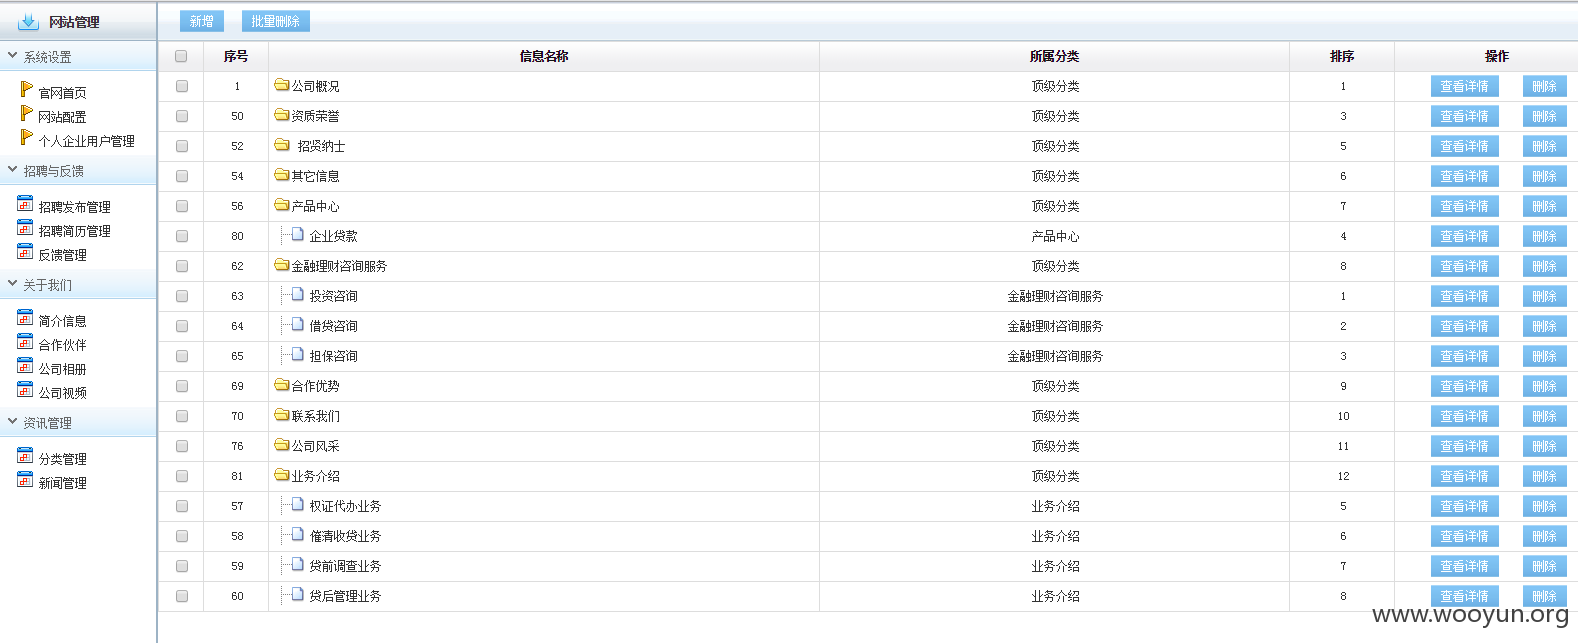 网站管理
新增 批量删除
系统设置
官网首页
网站配置
个人企业用户管理
招聘与反馈
招聘发布管理
招聘简历管理
反馈管理
关于我们
简介信息
合作伙伴
公司相册
公司视频
资讯管理
分类管理
新闻管理
序号 信息名称 所属分类 排序 操作
1 公司概况 顶级分类 1 查看详情 删除
50 资质荣誉 顶级分类 3 查看详情 删除
52 招贤纳士 顶级分类 5 查看详情 删除
54 其它信息 顶级分类 6 查看详情 删除
56 产品中心 顶级分类 7 查看详情 删除
80 企业贷款 产品中心 4 查看详情 删除
62 金融理财咨询服务 顶级分类 8 查看详情 删除
63 投资咨询 金融理财咨询服务 1 查看详情 删除
64 借贷咨询 金融理财咨询服务 2 查看详情 删除
65 担保咨询 金融理财咨询服务 3 查看详情 删除
69 合作优势 顶级分类 9 查看详情 删除
70 联系我们 顶级分类 10 查看详情 删除
76 公司风采 顶级分类 11 查看详情 删除
81 业务介绍 顶级分类 12 查看详情 删除
57 权证代办业务 业务介绍 5 查看详情 删除
58 催清收贷业务 业务介绍 6 查看详情 删除
59 贷前调查业务 业务介绍 7 查看详情 删除
60 贷后管理业务 业务介绍 8 查看详情 删除
www.wooyun.org